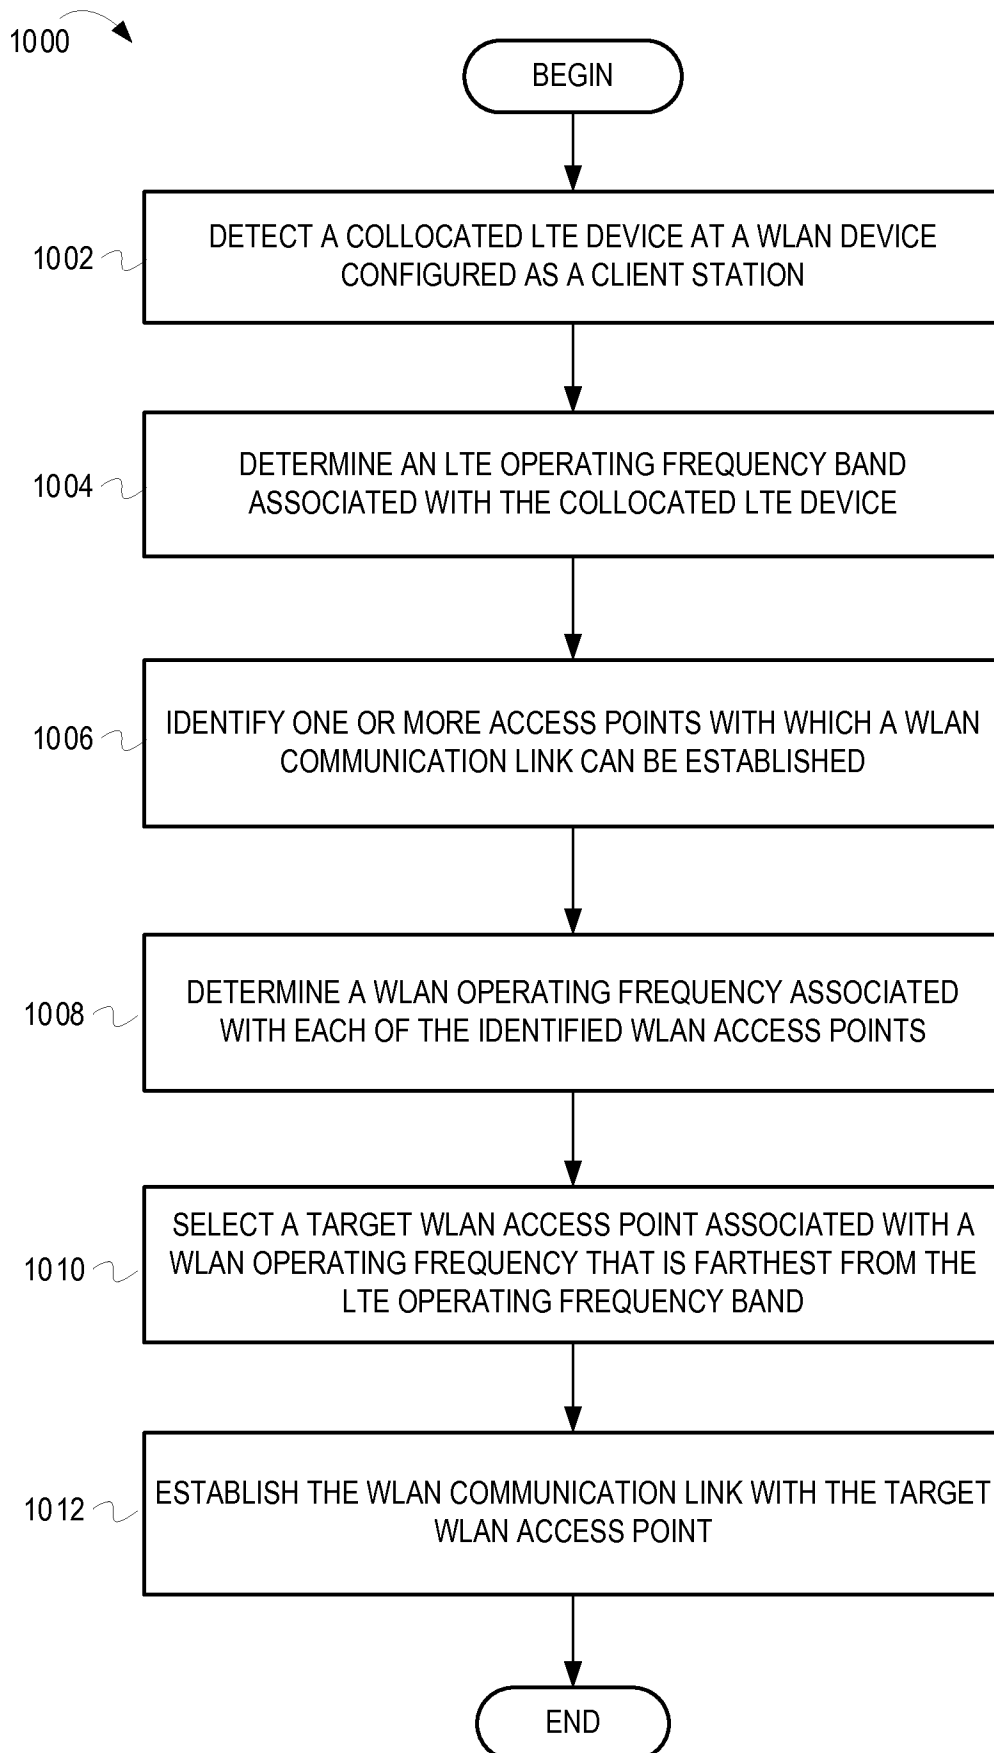 1000
BEGIN
1002
DETECT A COLLOCATED LTE DEVICE AT A WLAN DEVICE
CONFIGURED AS A CLIENT STATION
1004
DETERMINE AN LTE OPERATING FREQUENCY BAND
ASSOCIATED WITH THE COLLOCATED LTE DEVICE
1006
IDENTIFY ONE OR MORE ACCESS POINTS WITH WHICH A WLAN
COMMUNICATION LINK CAN BE ESTABLISHED
1008
DETERMINE A WLAN OPERATING FREQUENCY ASSOCIATED
WITH EACH OF THE IDENTIFIED WLAN ACCESS POINTS
1010
SELECT A TARGET WLAN ACCESS POINT ASSOCIATED WITH A
WLAN OPERATING FREQUENCY THAT IS FARTHEST FROM THE
LTE OPERATING FREQUENCY BAND
1012
ESTABLISH THE WLAN COMMUNICATION LINK WITH THE TARGET
WLAN ACCESS POINT
END